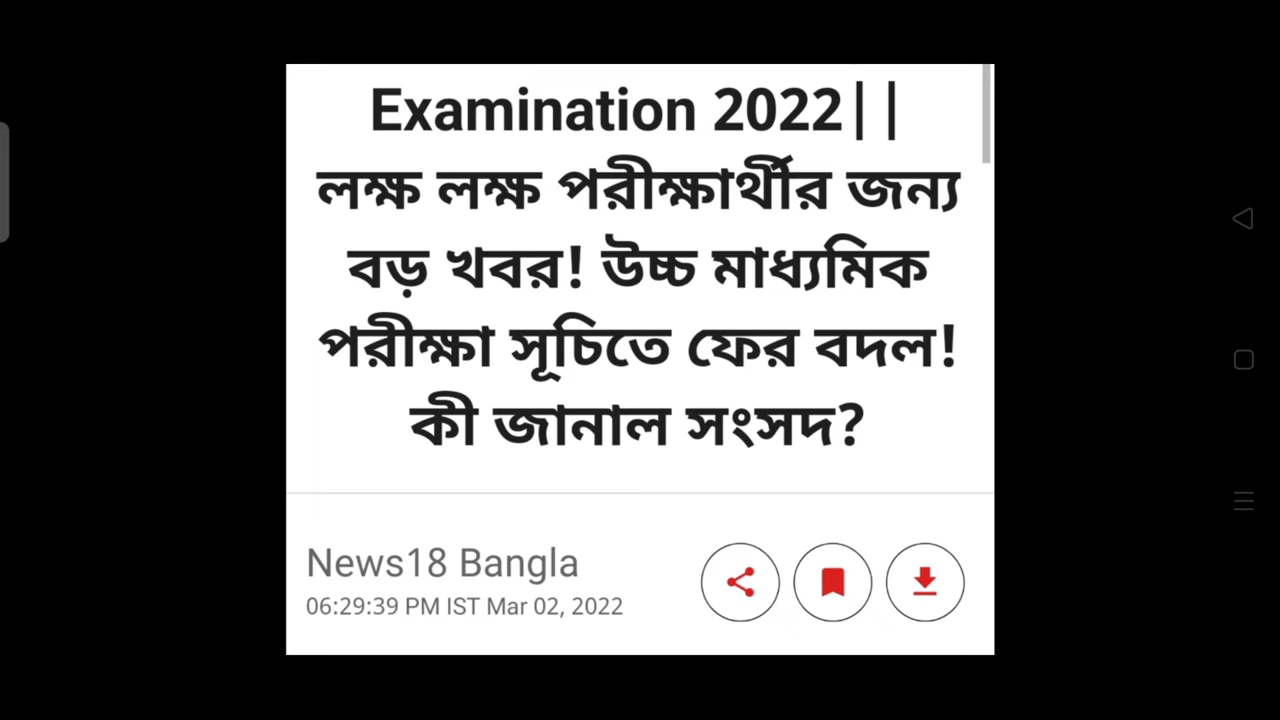 Examination 2022||
লক্ষ লক্ষ পরীক্ষার্থীর জন্য
বড় খবর! উচ্চ মাধ্যমিক
পরীক্ষা সূচিতে ফের বদল!
কী জানাল সংসদ?
News18 Bangla
06:29:39 PM IST Mar 02, 2022